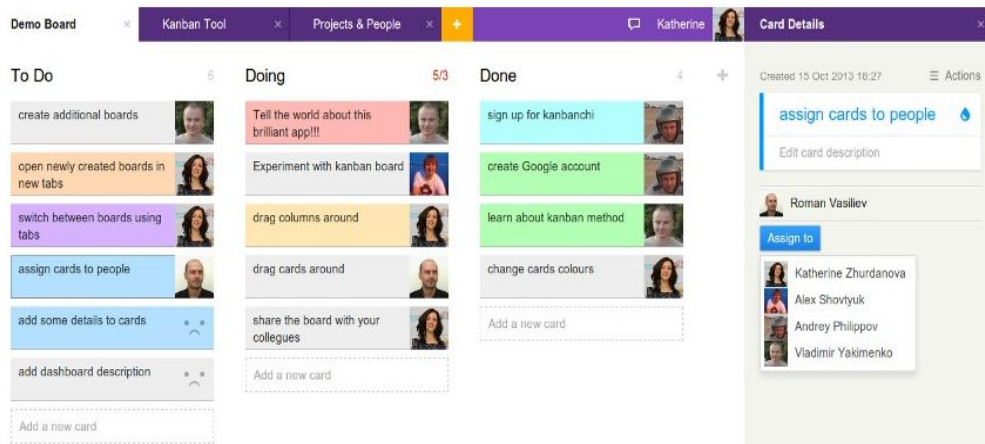 Demo Board
Kanban Tool
Projects & People
+
Katherine
Card Details
To Do 6
create additional boards
open newly created boards in
new tabs
switch between boards using
tabs
assign cards to people
add some details to cards
add dashboard description
Add a new card
Doing 5/3
Tell the world about this
brilliant app!!!
Experiment with kanban board
drag columns around
drag cards around
share the board with your
collegues
Add a new card
Done 4
sign up for kanbanchi
create Google account
learn about kanban method
change cards colours
Add a new card
Created 15 Oct 2013 16:27
Actions
assign cards to people
Edit card description
Roman Vasiliev
Assign to
Katherine Zhurdanova
Alex Shovtyuk
Andrey Philippov
Vladimir Yakimenko